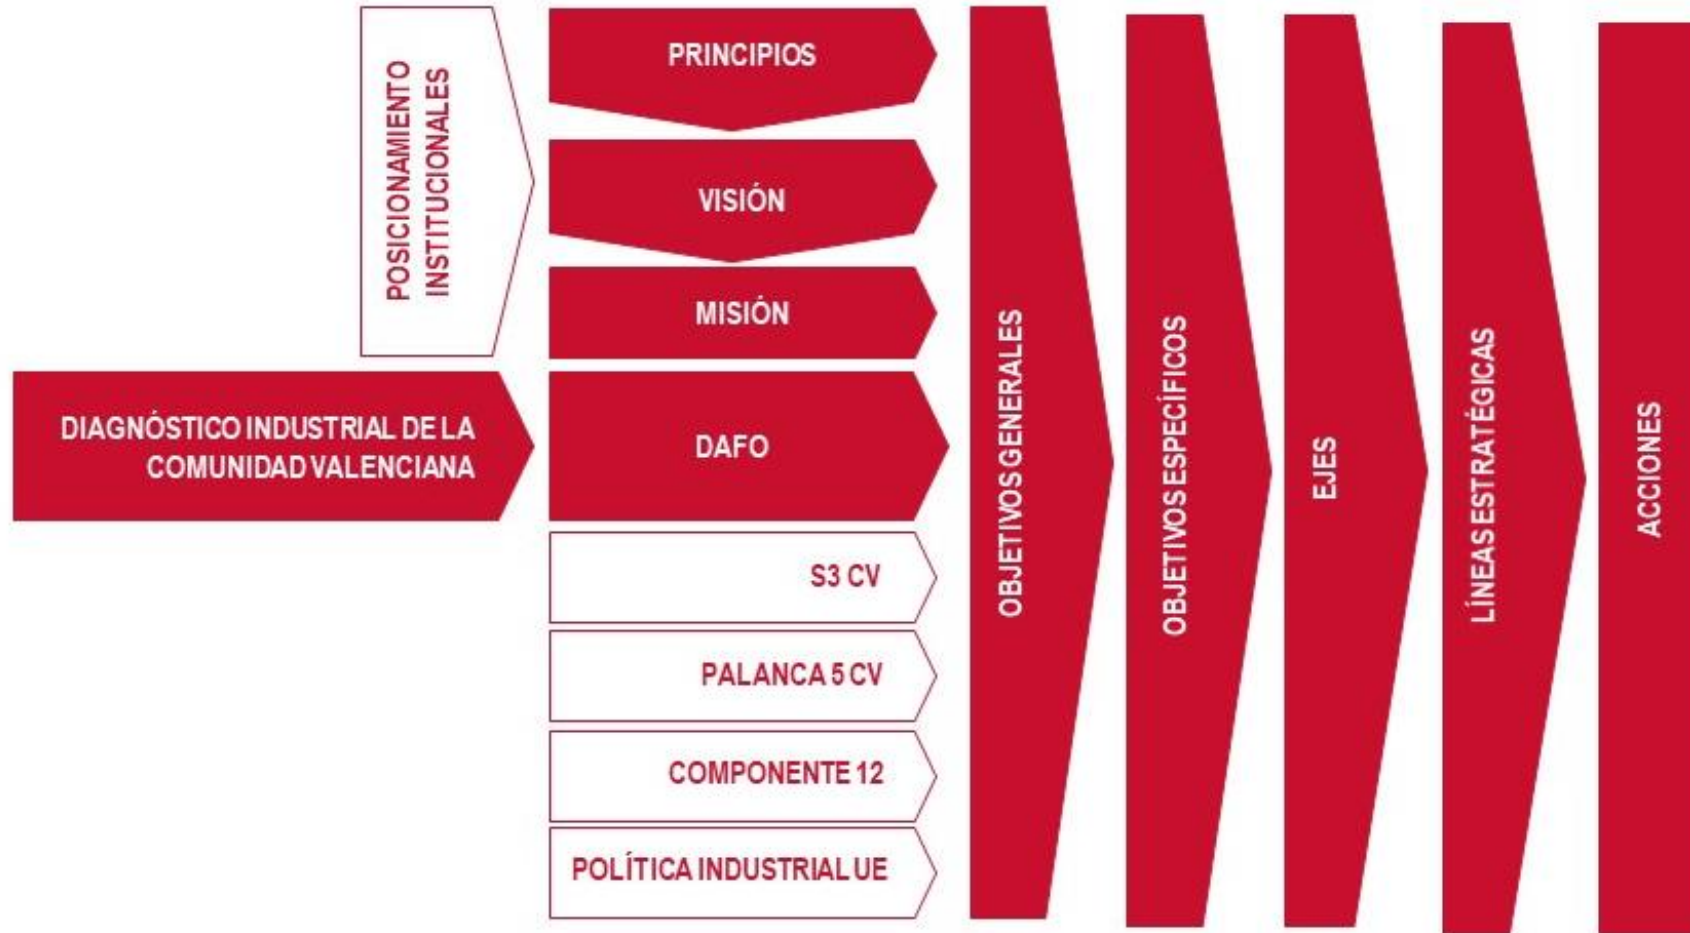 POSICIONAMIENTO
INSTITUCIONALES
PRINCIPIOS
VISIÓN
MISIÓN
DIAGNÓSTICO INDUSTRIAL DE LA
COMUNIDAD VALENCIANA
DAFO
S3 CV
PALANCA 5 CV
COMPONENTE 12
POLÍTICA INDUSTRIAL UE
OBJETIVOS GENERALES
OBJETIVOS ESPECÍFICOS
EJES
LÍNEAS ESTRATÉGICAS
ACCIONES